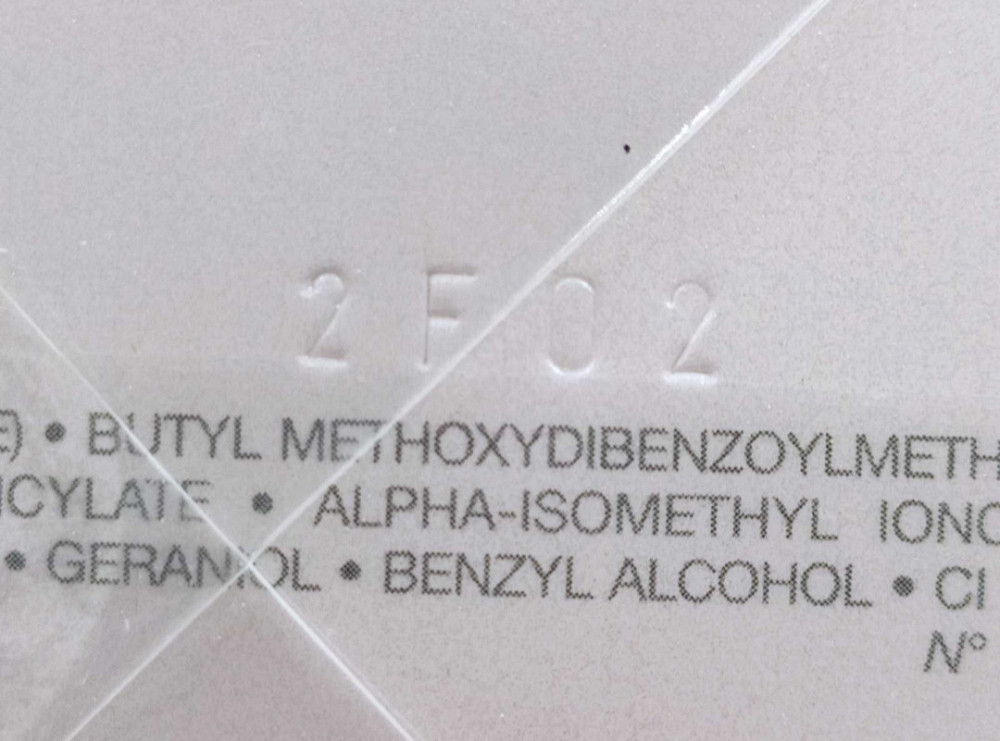 2F02
) • BUTYL METHOXYDIBENZOYLMETH
ICYLATE • ALPHA-ISOMETHYL IONO
• GERANIOL • BENZYL ALCOHOL • CI
N°